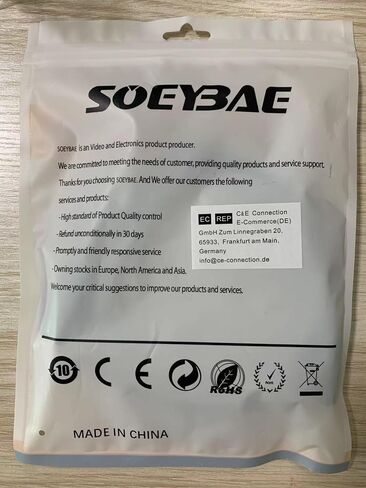 SOEYBAE
SOEYBAE is an Video and Electronics product producer.
We are committed to meeting the needs of customer, providing quality products and service support.
Thanks for you choosing SOEYBAE. And We offer our customers the following
services and products:
- High standard of Product Quality control
- Refund unconditionally in 30 days
- Promptly and friendly responsive service
- Owning stocks in Europe, North America and Asia.
Welcome your critical suggestions to improve our products and services.
EC REP
C&E Connection
E-Commerce(DE)
GmbH Zum Linnegraben 20,
65933, Frankfurt am Main,
Germany
info@ce-connection.de
10
CE
RoHS
MADE IN CHINA